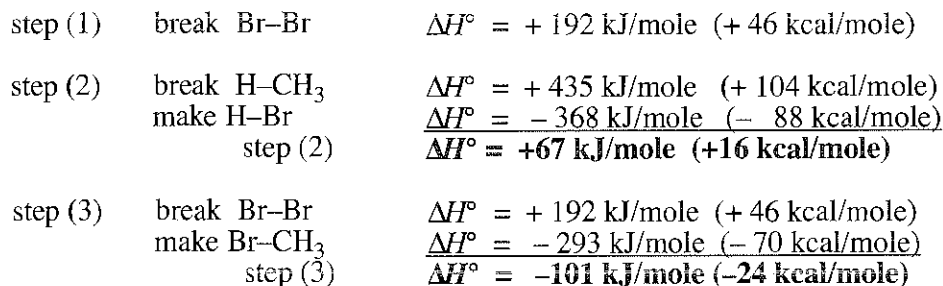 step (1) break Br–Br ΔH° = + 192 kJ/mole (+ 46 kcal/mole)
step (2) break H–CH₃ ΔH° = + 435 kJ/mole (+ 104 kcal/mole)
make H–Br ΔH° = – 368 kJ/mole (– 88 kcal/mole)
step (2) ΔH° = +67 kJ/mole (+16 kcal/mole)
step (3) break Br–Br ΔH° = + 192 kJ/mole (+ 46 kcal/mole)
make Br–CH₃ ΔH° = – 293 kJ/mole (– 70 kcal/mole)
step (3) ΔH° = –101 kJ/mole (–24 kcal/mole)